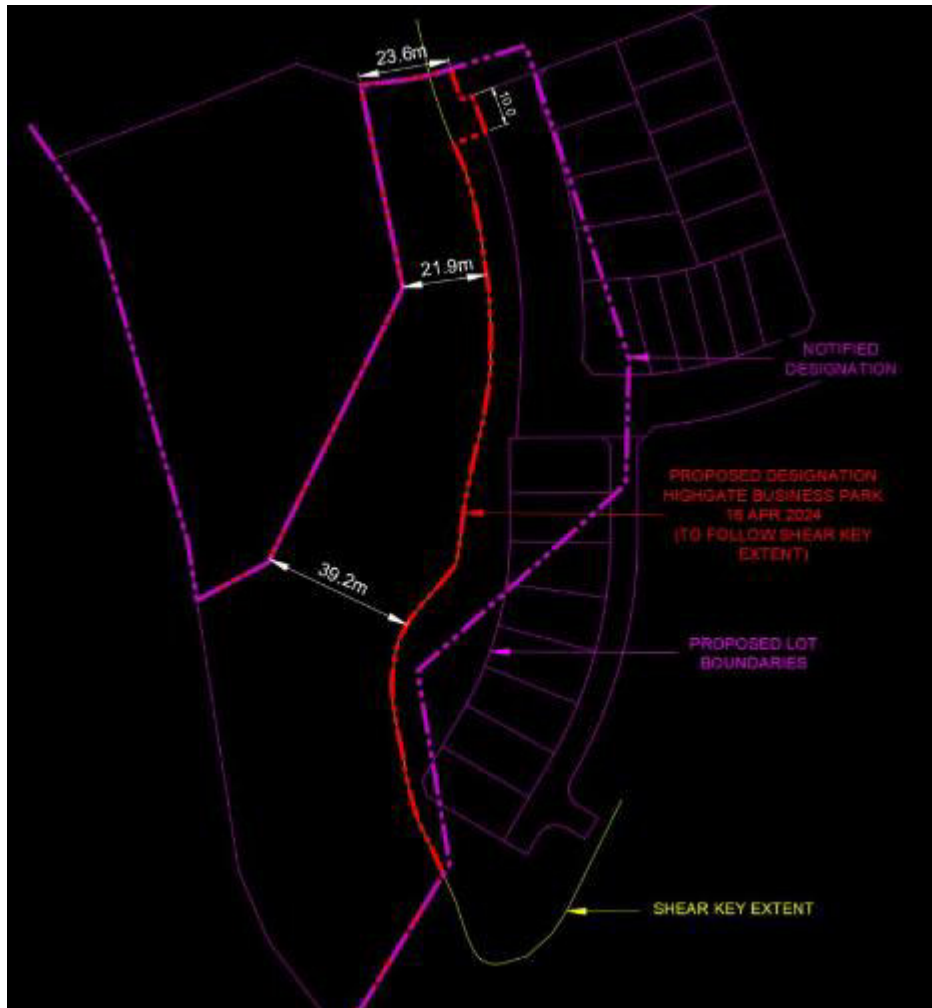 23.6m
10.0
21.9m
NOTIFIED
DESIGNATION
PROPOSED DESIGNATION
HIGHGATE BUSINESS PARK
16 APR 2024
(TO FOLLOW SHEAR KEY
EXTENT)
39.2m
PROPOSED LOT
BOUNDARIES
SHEAR KEY EXTENT